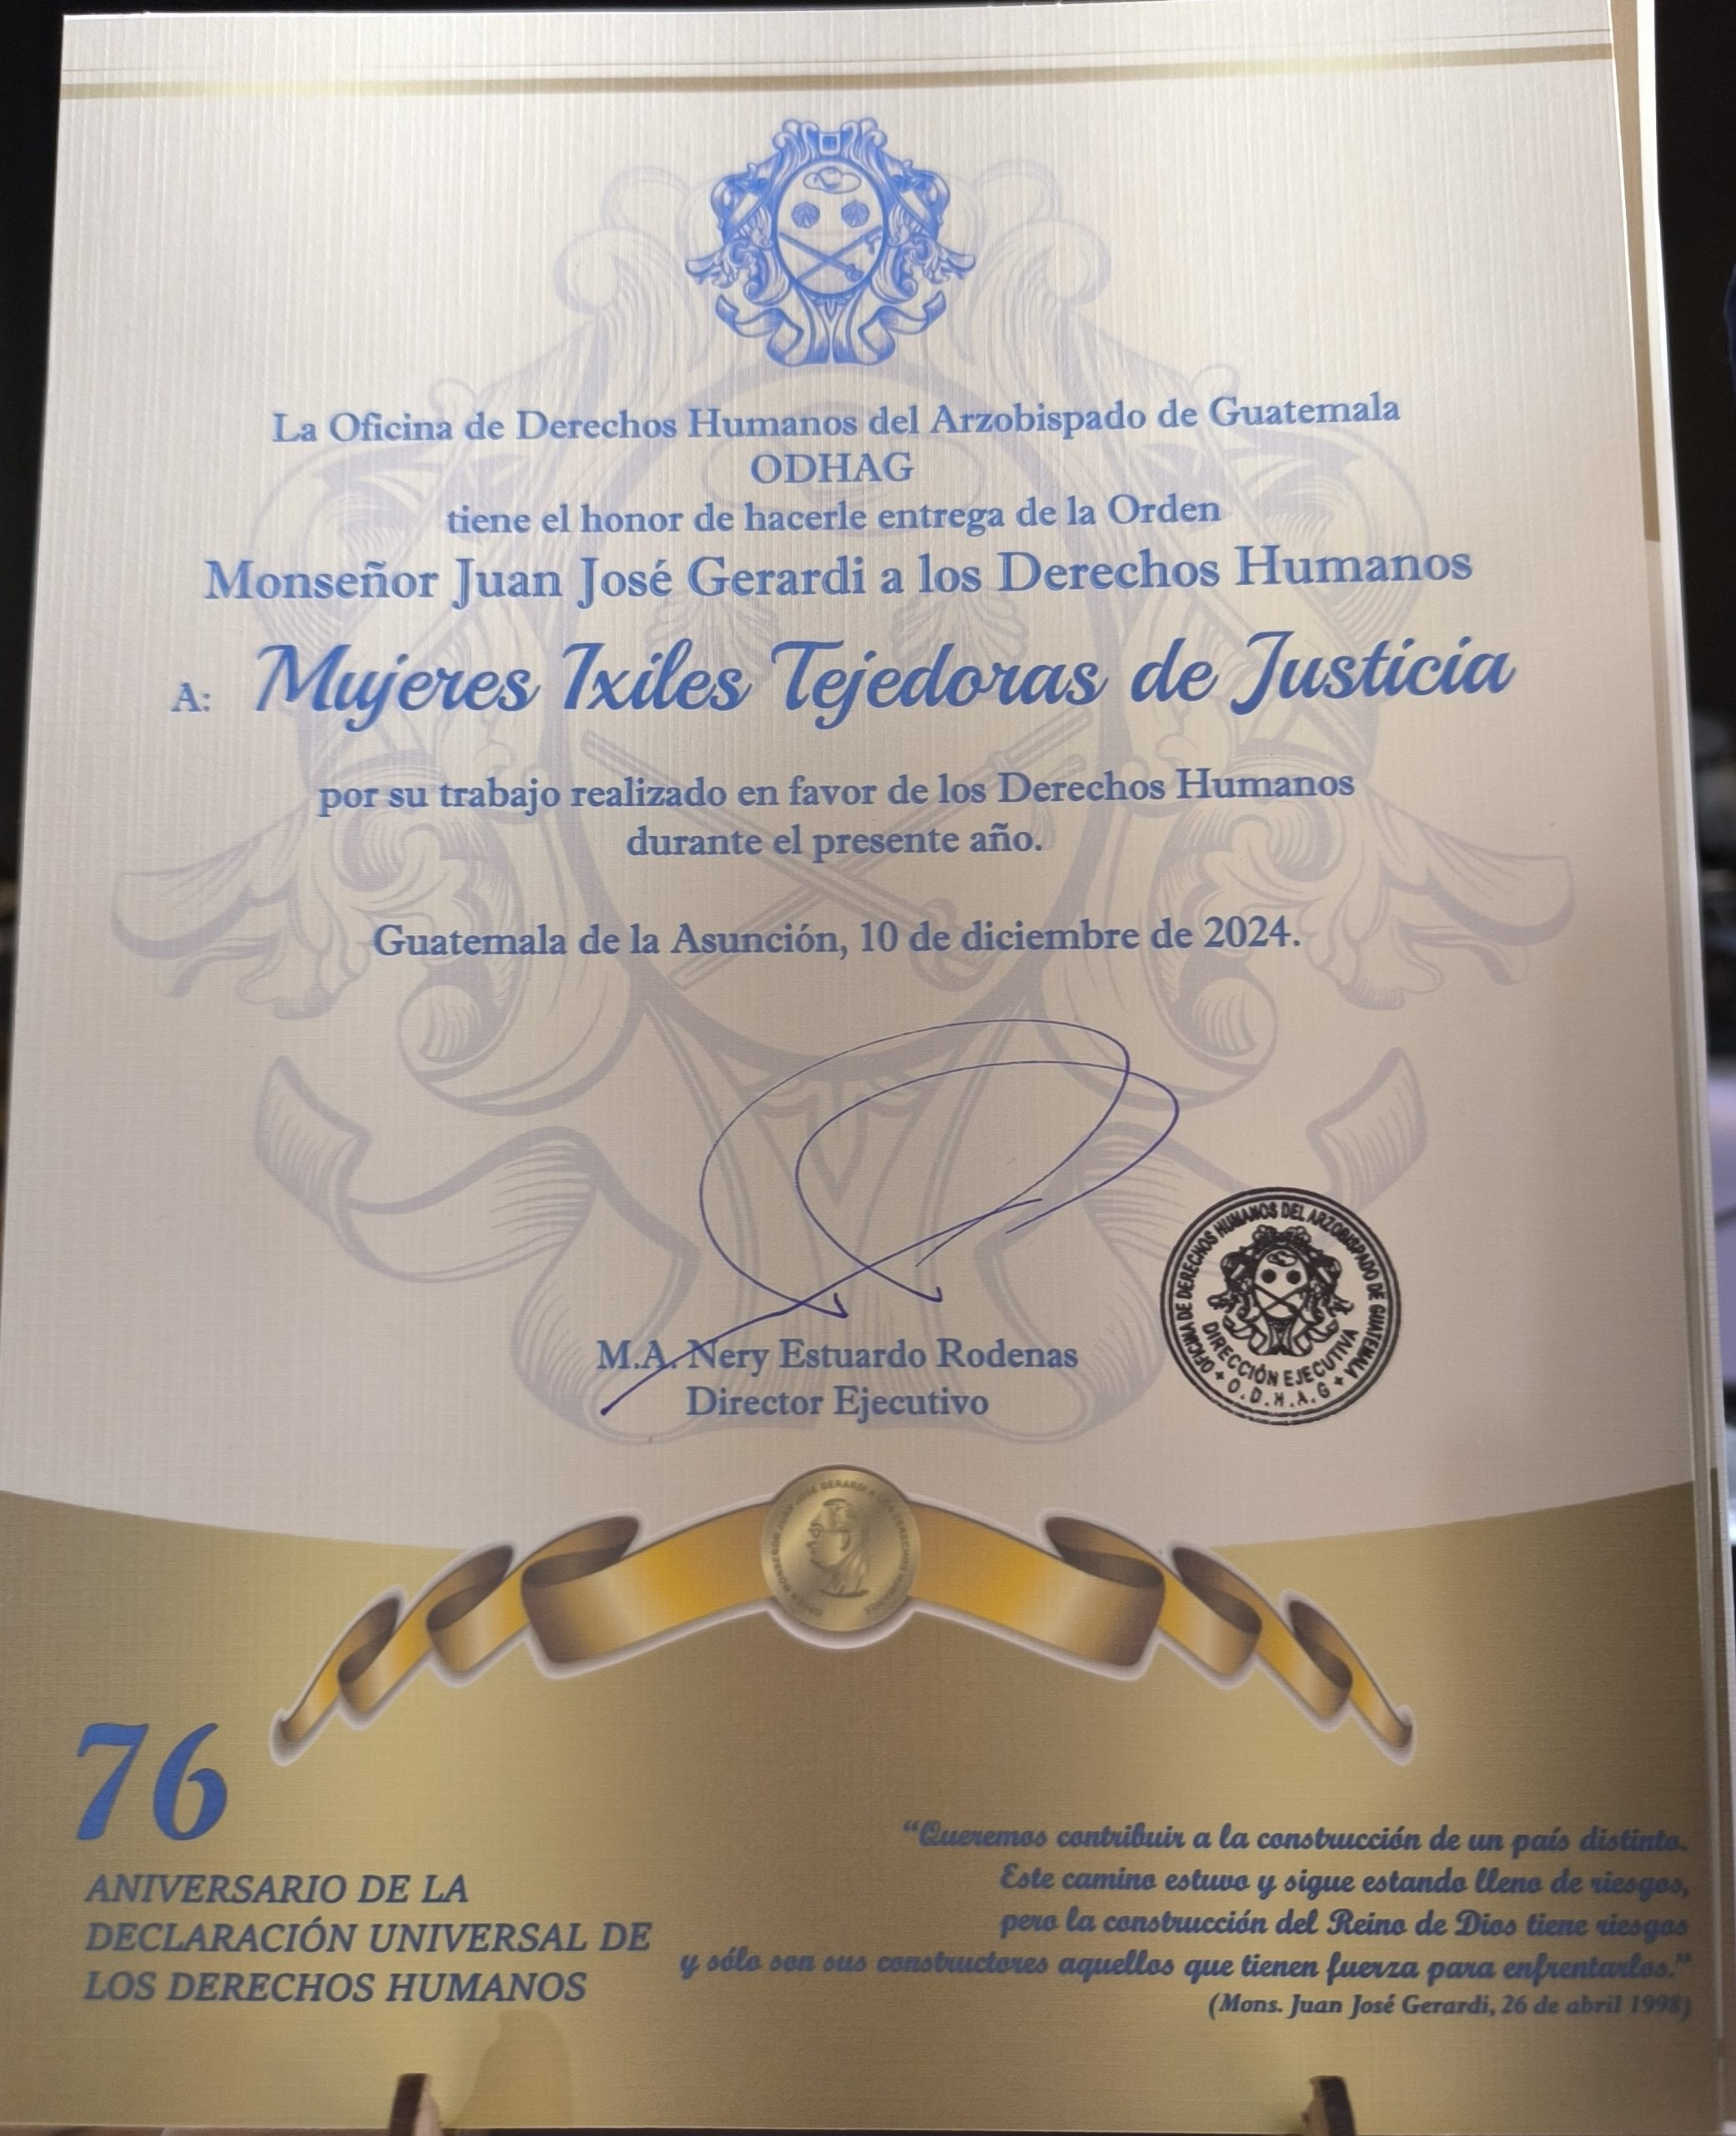 La Oficina de Derechos Humanos del Arzobispado de Guatemala
ODHAG
tiene el honor de hacerle entrega de la Orden
Monseñor Juan José Gerardi a los Derechos Humanos
A: Mujeres Ixiles Tejedoras de Justicia
por su trabajo realizado en favor de los Derechos Humanos
durante el presente año.
Guatemala de la Asunción, 10 de diciembre de 2024.
M.A. Nery Estuardo Rodenas
Director Ejecutivo
OFICINA DE DERECHOS HUMANOS DEL ARZOBISPADO DE GUATEMALA
DIRECCIÓN EJECUTIVA
O.D.H.A.G
76
ANIVERSARIO DE LA
DECLARACIÓN UNIVERSAL DE
LOS DERECHOS HUMANOS
“Queremos contribuir a la construcción de un país distinto.
Este camino estuvo y sigue estando lleno de riesgos,
pero la construcción del Reino de Dios tiene riesgos
y sólo son sus constructores aquellos que tienen fuerza para enfrentarlos.”
(Mons. Juan José Gerardi, 26 de abril 1998)